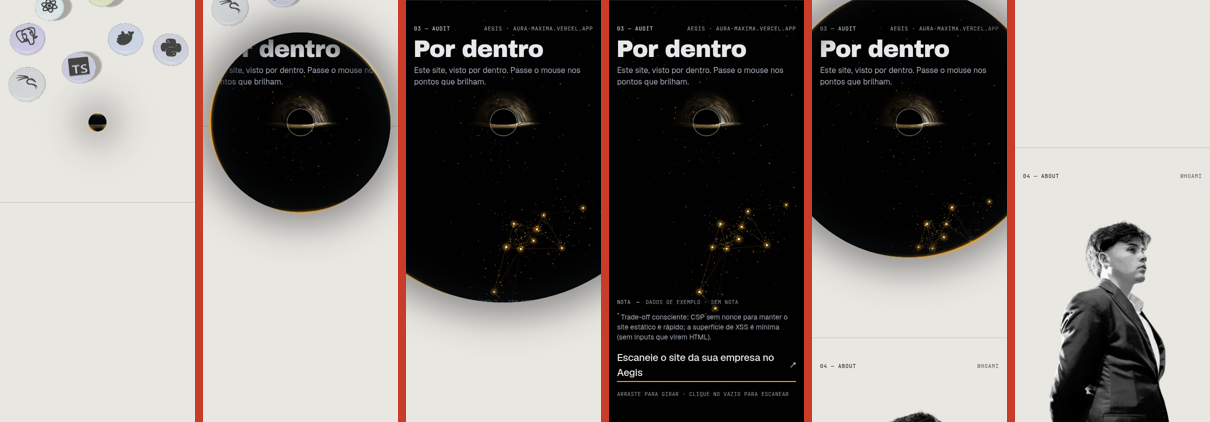 TS
r dentro
site, visto por dentro. Passe o mouse no
tos que brilham.
03 — AUDIT
AEGIS · AURA-MAXIMA.VERCEL.APP
Por dentro
Este site, visto por dentro. Passe o mouse nos
pontos que brilham.
03 — AUDIT
AEGIS · AURA-MAXIMA.VERCEL.APP
Por dentro
Este site, visto por dentro. Passe o mouse nos
pontos que brilham.
NOTA — DADOS DE EXEMPLO · SEM NOTA
* Trade-off consciente: CSP sem nonce para manter o
site estático e rápido; a superfície de XSS é mínima
(sem inputs que virem HTML).
Escaneie o site da sua empresa no
Aegis ↗
ARRASTE PARA GIRAR · CLIQUE NO VAZIO PARA ESCANEAR
03 — AUDIT
AEGIS · AURA-MAXIMA.VERCEL.APP
Por dentro
Este site, visto por dentro. Passe o mouse nos
pontos que brilham.
04 — ABOUT
WHOAMI
04 — ABOUT
WHOAMI